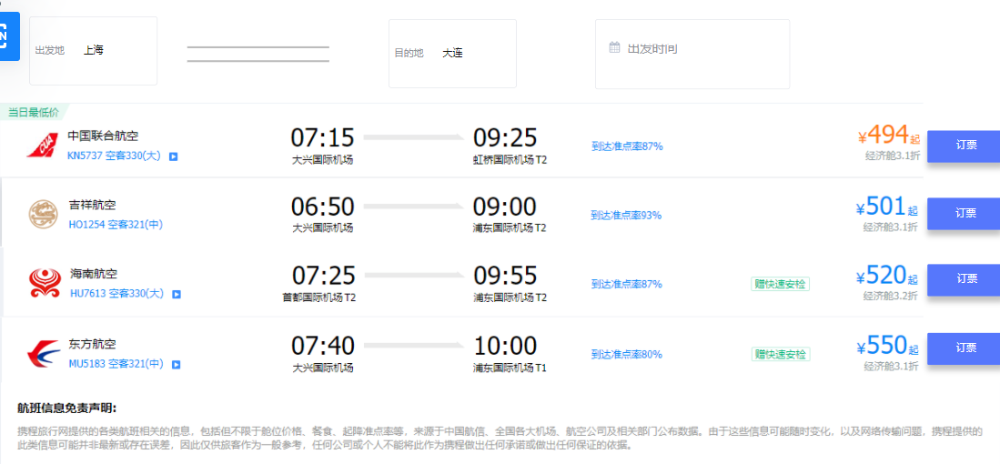 N
出发地 上海
目的地 大连
出发时间
当日最低价
中国联合航空 07:15 09:25 到达准点率87% ¥494起 订票
KN5737 空客330(大) 大兴国际机场 虹桥国际机场 T2 经济舱3.1折
吉祥航空 06:50 09:00 到达准点率93% ¥501起 订票
HO1254 空客321(中) 大兴国际机场 浦东国际机场 T2 经济舱3.1折
海南航空 07:25 09:55 到达准点率87% 赠快速安检 ¥520起 订票
HU7613 空客330(大) 首都国际机场 T2 浦东国际机场 T2 经济舱3.2折
东方航空 07:40 10:00 到达准点率80% 赠快速安检 ¥550起 订票
MU5183 空客321(中) 大兴国际机场 浦东国际机场 T1 经济舱3.1折
航班信息免责声明:
携程旅行网提供的各类航班相关的信息，包括但不限于舱位价格、餐食、起降准点率等，来源于中国航信、全国各大机场、航空公司及相关部门公布数据。由于这些信息可能随时变化，以及网络传输问题，携程提供的
此类信息可能并非最新或存在误差，因此仅供旅客作为一般参考，任何公司或个人不能将此作为携程做出任何承诺或做出任何保证的依据。